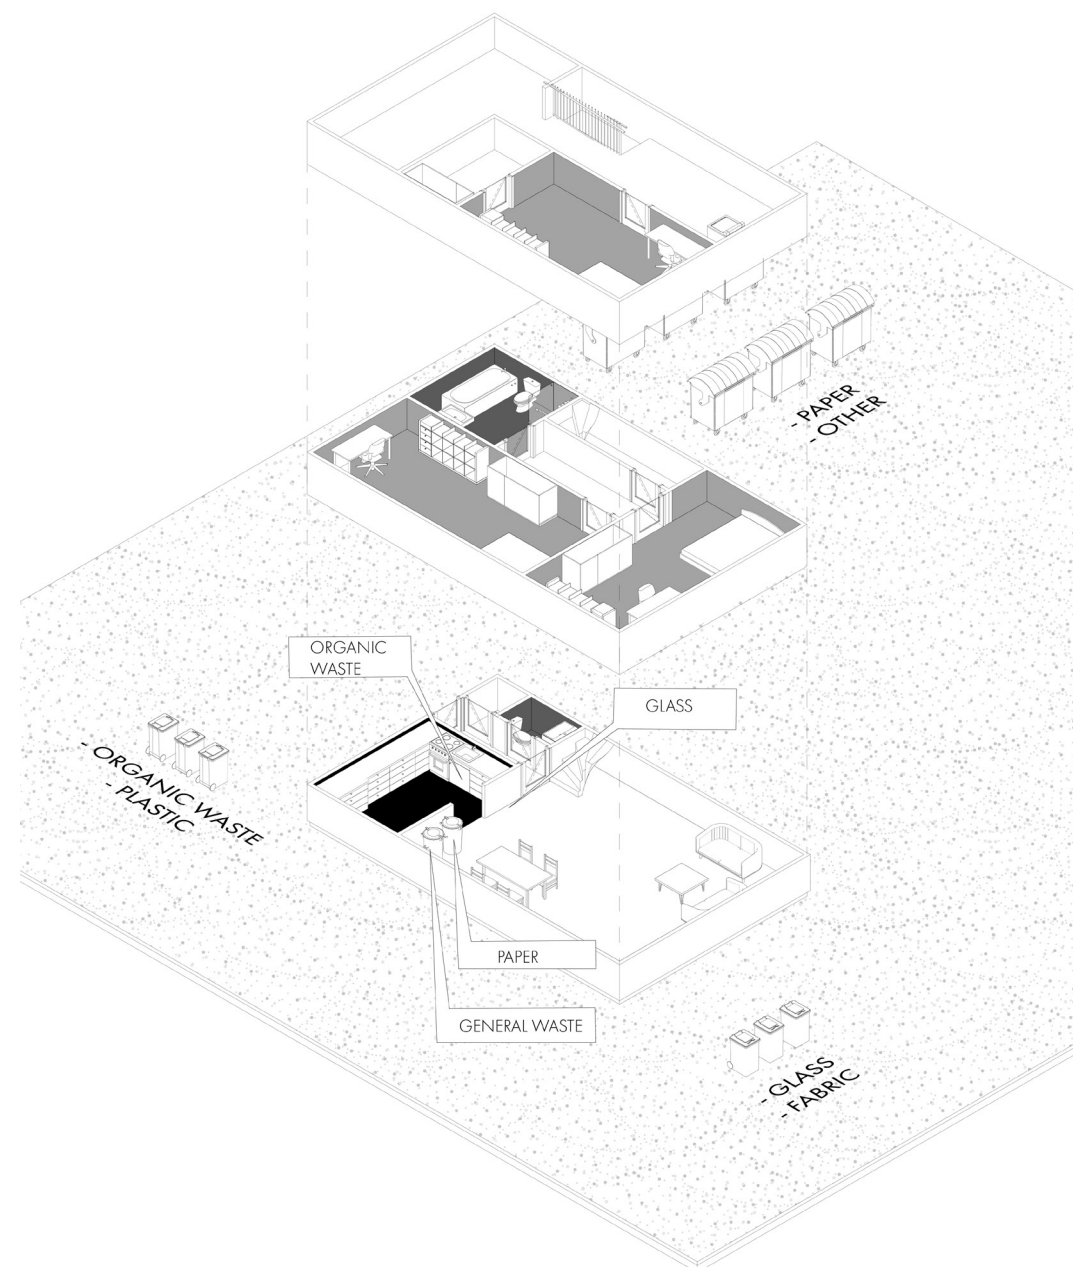 - PAPER
- OTHER
ORGANIC
WASTE
GLASS
- ORGANIC WASTE
- PLASTIC
PAPER
GENERAL WASTE
- GLASS
- FABRIC